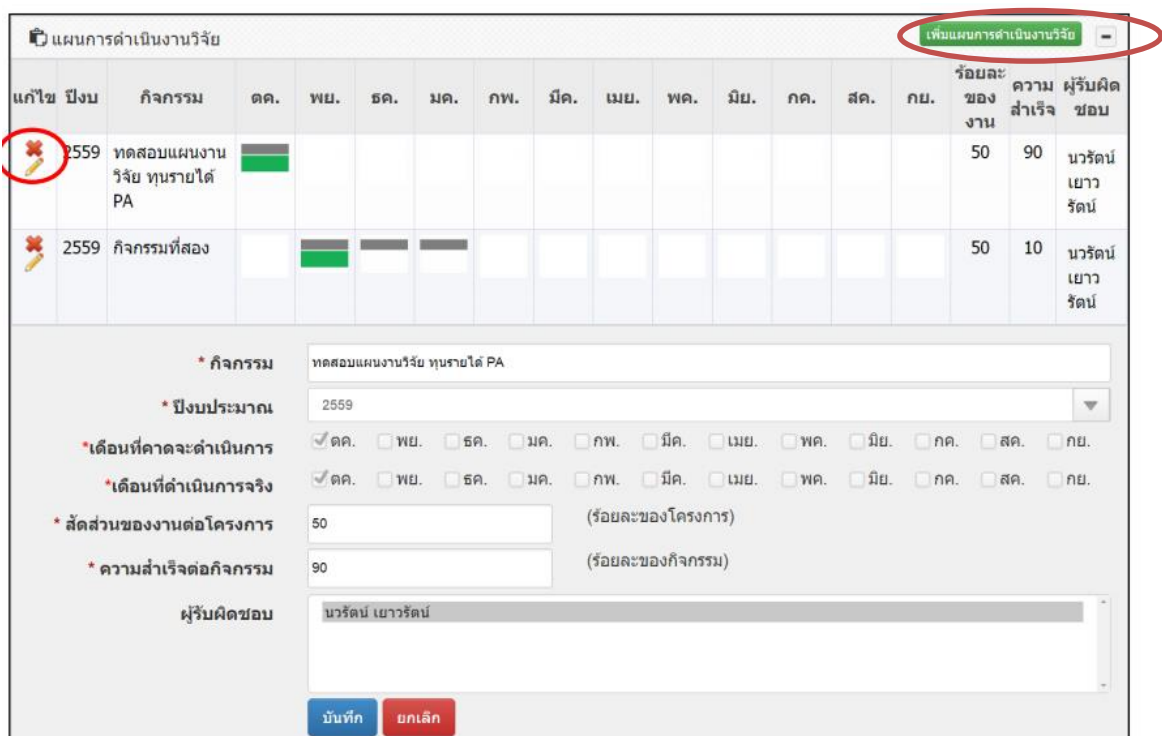 แผนการดำเนินงานวิจัย เพิ่มแผนการดำเนินงานวิจัย
แก้ไข ปีงบ กิจกรรม ตค. พย. ธค. มค. กพ. มีค. เมย. พค. มิย. กค. สค. กย. ร้อยละของงาน ความสำเร็จ ผู้รับผิดชอบ
2559 ทดสอบแผนงาน 50 90 นวรัตน์
วิจัย ทุนรายได้ เยาว
PA รัตน์
2559 กิจกรรมที่สอง 50 10 นวรัตน์
เยาว
รัตน์
* กิจกรรม ทดสอบแผนงานวิจัย ทุนรายได้ PA
* ปีงบประมาณ 2559
*เดือนที่คาดจะดำเนินการ ตค. พย. ธค. มค. กพ. มีค. เมย. พค. มิย. กค. สค. กย.
*เดือนที่ดำเนินการจริง ตค. พย. ธค. มค. กพ. มีค. เมย. พค. มิย. กค. สค. กย.
* สัดส่วนของงานต่อโครงการ 50 (ร้อยละของโครงการ)
* ความสำเร็จต่อกิจกรรม 90 (ร้อยละของกิจกรรม)
ผู้รับผิดชอบ นวรัตน์ เยาวรัตน์
บันทึก ยกเลิก